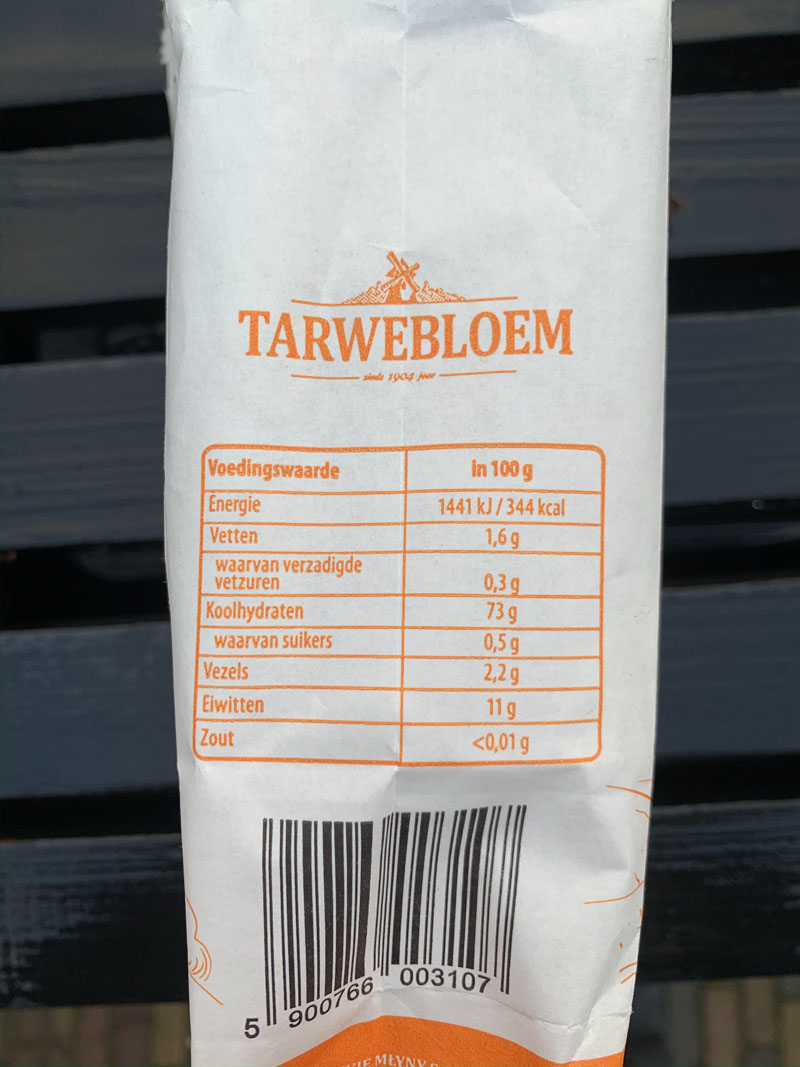 TARWEBLOEM
sinds 1904 jaar
Voedingswaarde in 100 g
Energie 1441 kJ / 344 kcal
Vetten 1,6 g
waarvan verzadigde
vetzuren 0,3 g
Koolhydraten 73 g
waarvan suikers 0,5 g
Vezels 2,2 g
Eiwitten 11 g
Zout <0,01 g
5 900766 003107
MŁYNY